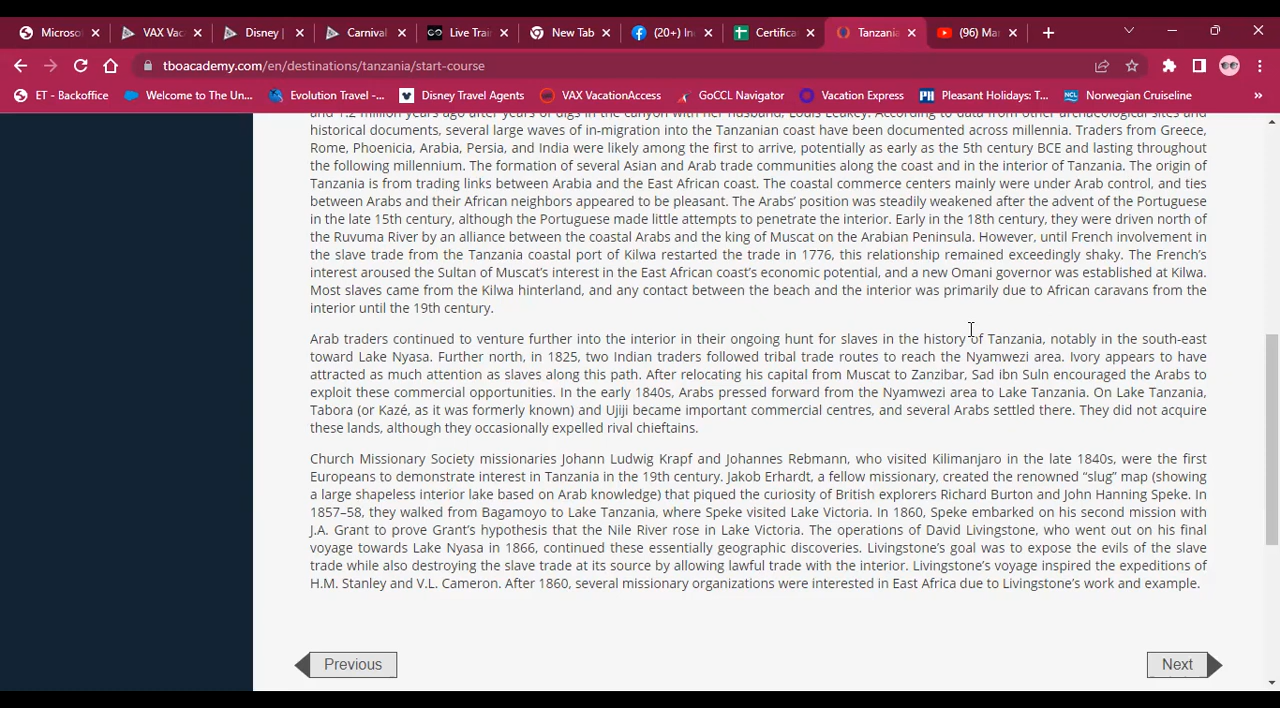 Microso
VAX Vac
Disney |
Carnival
Live Trai
New Tab
(20+) In
Certifica
Tanzania
(96) Ma
tboacademy.com/en/destinations/tanzania/start-course
ET - Backoffice
Welcome to The Un...
Evolution Travel -...
Disney Travel Agents
VAX VacationAccess
GoCCL Navigator
Vacation Express
PH Pleasant Holidays: T...
NCL Norwegian Cruiseline
»
and 1.2 million years ago after years of digs in the canyon with her husband, Louis Leakey. According to data from other archaeological sites and
historical documents, several large waves of in-migration into the Tanzanian coast have been documented across millennia. Traders from Greece,
Rome, Phoenicia, Arabia, Persia, and India were likely among the first to arrive, potentially as early as the 5th century BCE and lasting throughout
the following millennium. The formation of several Asian and Arab trade communities along the coast and in the interior of Tanzania. The origin of
Tanzania is from trading links between Arabia and the East African coast. The coastal commerce centers mainly were under Arab control, and ties
between Arabs and their African neighbors appeared to be pleasant. The Arabs’ position was steadily weakened after the advent of the Portuguese
in the late 15th century, although the Portuguese made little attempts to penetrate the interior. Early in the 18th century, they were driven north of
the Ruvuma River by an alliance between the coastal Arabs and the king of Muscat on the Arabian Peninsula. However, until French involvement in
the slave trade from the Tanzania coastal port of Kilwa restarted the trade in 1776, this relationship remained exceedingly shaky. The French’s
interest aroused the Sultan of Muscat’s interest in the East African coast’s economic potential, and a new Omani governor was established at Kilwa.
Most slaves came from the Kilwa hinterland, and any contact between the beach and the interior was primarily due to African caravans from the
interior until the 19th century.
Arab traders continued to venture further into the interior in their ongoing hunt for slaves in the history of Tanzania, notably in the south-east
toward Lake Nyasa. Further north, in 1825, two Indian traders followed tribal trade routes to reach the Nyamwezi area. Ivory appears to have
attracted as much attention as slaves along this path. After relocating his capital from Muscat to Zanzibar, Sad ibn Suln encouraged the Arabs to
exploit these commercial opportunities. In the early 1840s, Arabs pressed forward from the Nyamwezi area to Lake Tanzania. On Lake Tanzania,
Tabora (or Kazé, as it was formerly known) and Ujiji became important commercial centres, and several Arabs settled there. They did not acquire
these lands, although they occasionally expelled rival chieftains.
Church Missionary Society missionaries Johann Ludwig Krapf and Johannes Rebmann, who visited Kilimanjaro in the late 1840s, were the first
Europeans to demonstrate interest in Tanzania in the 19th century. Jakob Erhardt, a fellow missionary, created the renowned “slug” map (showing
a large shapeless interior lake based on Arab knowledge) that piqued the curiosity of British explorers Richard Burton and John Hanning Speke. In
1857–58, they walked from Bagamoyo to Lake Tanzania, where Speke visited Lake Victoria. In 1860, Speke embarked on his second mission with
J.A. Grant to prove Grant’s hypothesis that the Nile River rose in Lake Victoria. The operations of David Livingstone, who went out on his final
voyage towards Lake Nyasa in 1866, continued these essentially geographic discoveries. Livingstone’s goal was to expose the evils of the slave
trade while also destroying the slave trade at its source by allowing lawful trade with the interior. Livingstone’s voyage inspired the expeditions of
H.M. Stanley and V.L. Cameron. After 1860, several missionary organizations were interested in East Africa due to Livingstone’s work and example.
Previous
Next